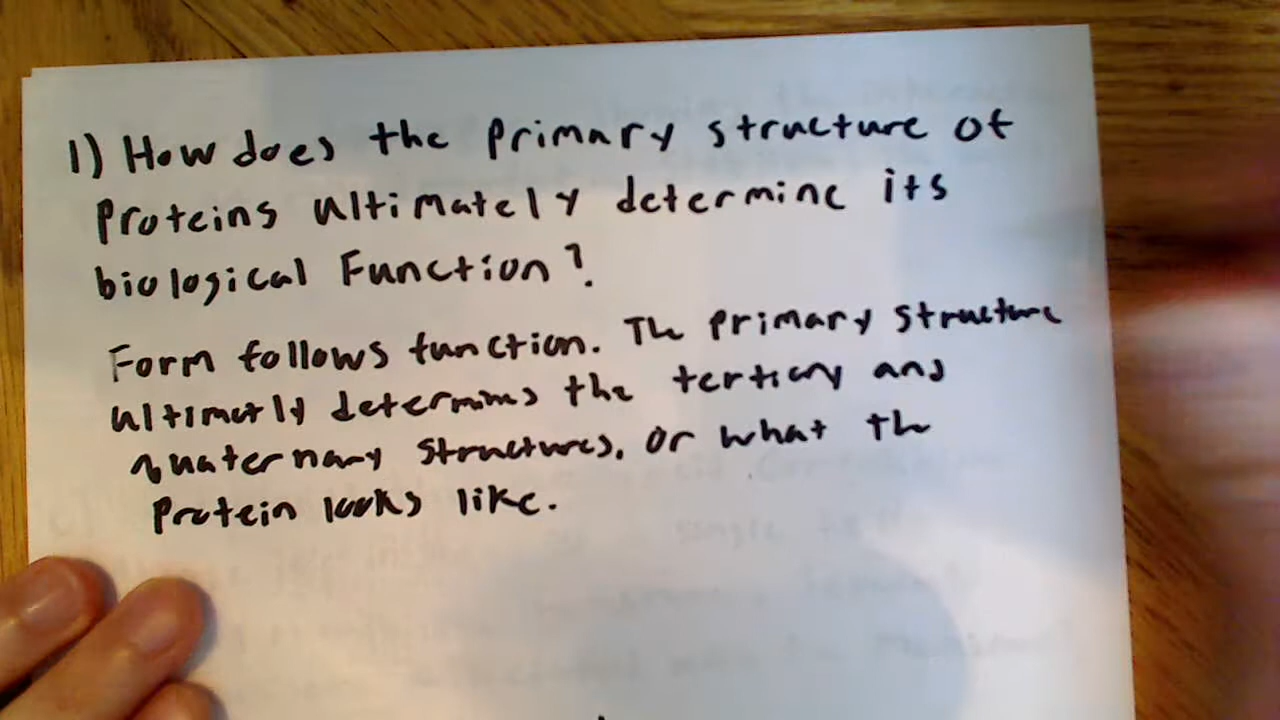 1) How does the primary structure of
Proteins ultimately determine its
biological Function?
Form follows function. The primary structure
ultimately determines the tertiary and
quaternary structures, or what the
Protein looks like.